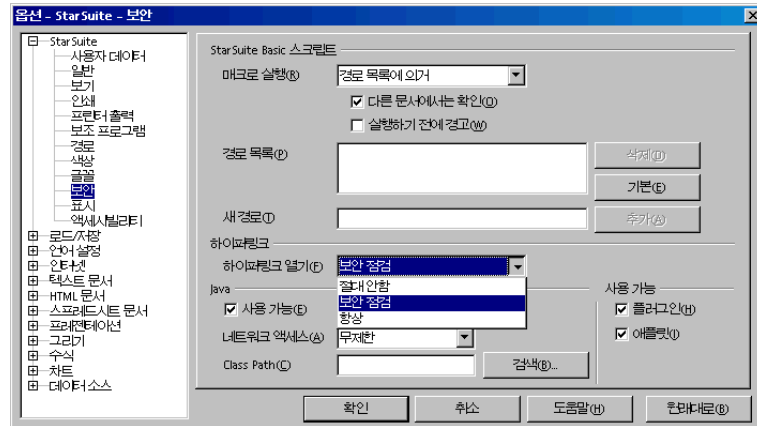 옵션 - StarSuite - 보안
StarSuite
사용자 데이터
일반
보기
인쇄
프린터 출력
보조 프로그램
경로
색상
글꼴
보안
표시
액세시빌리티
로드/저장
언어 설정
인터넷
텍스트 문서
HTML 문서
스프레드시트 문서
프레젠테이션
그리기
수식
차트
데이터 소스
StarSuite Basic 스크립트
매크로 실행(R) 경로 목록에 의거
다른 문서에서는 확인(O)
실행하기 전에 경고(W)
경로 목록(P) 삭제(D)
기본(E)
새 경로(T) 추가(A)
하이퍼링크
하이퍼링크 열기(F) 보안 점검
절대 안함
보안 점검
항상
Java 사용 가능
사용 가능(E) 플러그인(H)
네트워크 액세스(A) 무제한 애플릿(I)
Class Path(C) 검색(B)...
확인 취소 도움말(H) 원래대로(B)